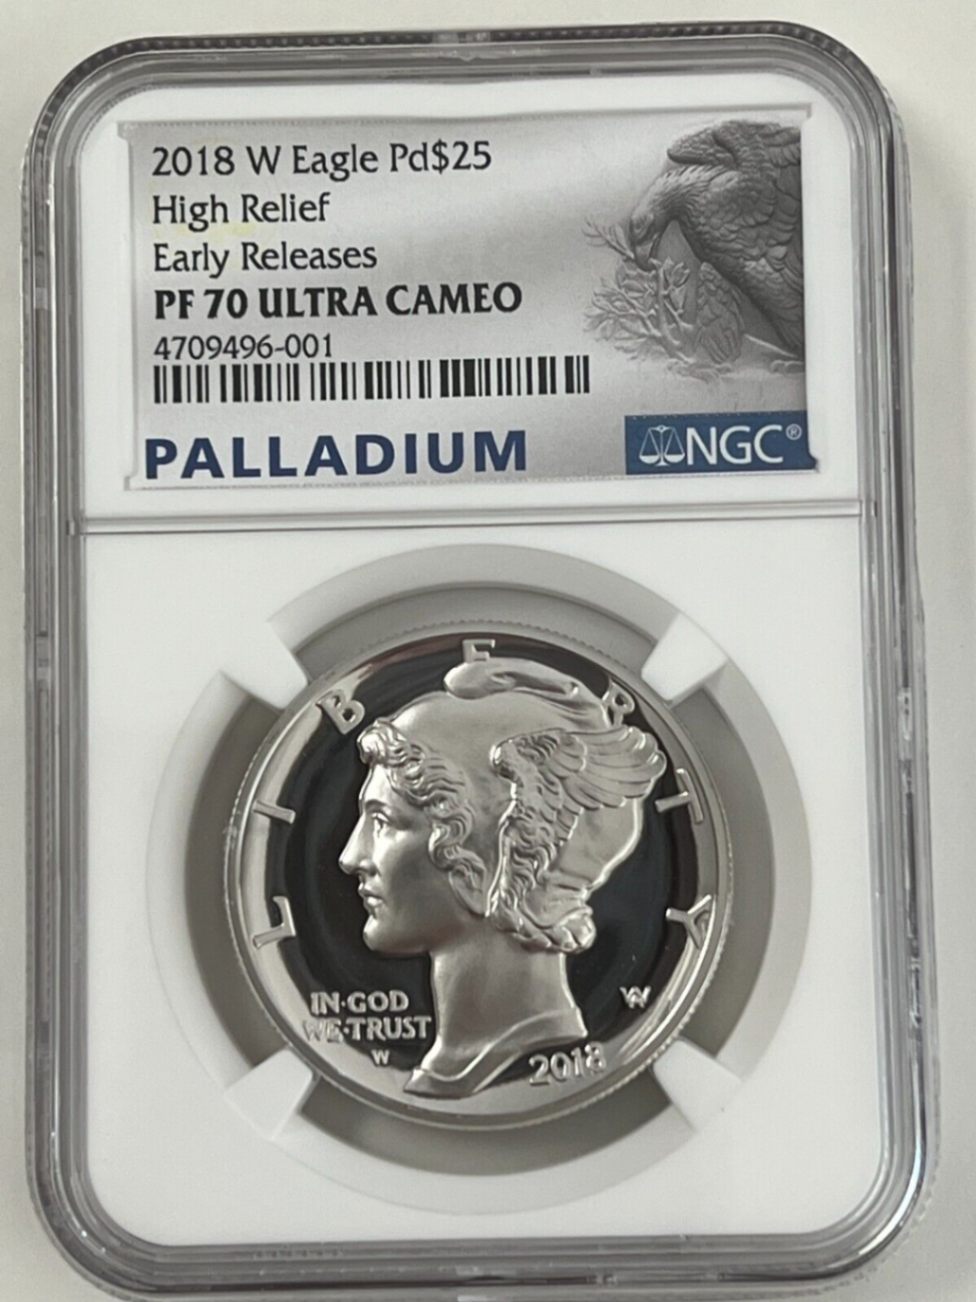 2018 W Eagle Pd$25
High Relief
Early Releases
PF 70 ULTRA CAMEO
4709496-001
PALLADIUM
NGC®
LIBERTY
IN·GOD
WE·TRUST
W
2018
W